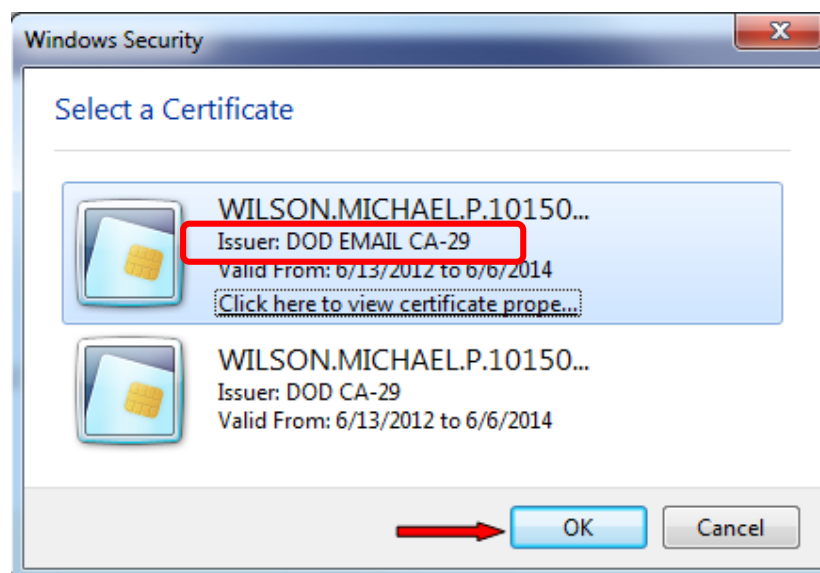 Windows Security
Select a Certificate
WILSON.MICHAEL.P.10150...
Issuer: DOD EMAIL CA-29
Valid From: 6/13/2012 to 6/6/2014
Click here to view certificate prope...
WILSON.MICHAEL.P.10150...
Issuer: DOD CA-29
Valid From: 6/13/2012 to 6/6/2014
OK Cancel